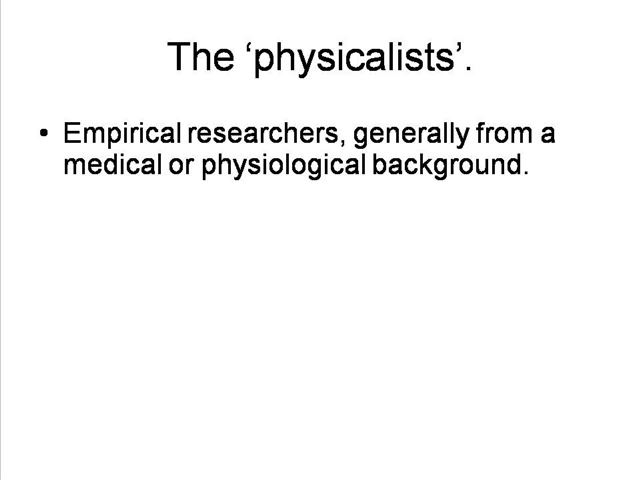 The ‘physicalists’.
• Empirical researchers, generally from a
medical or physiological background.